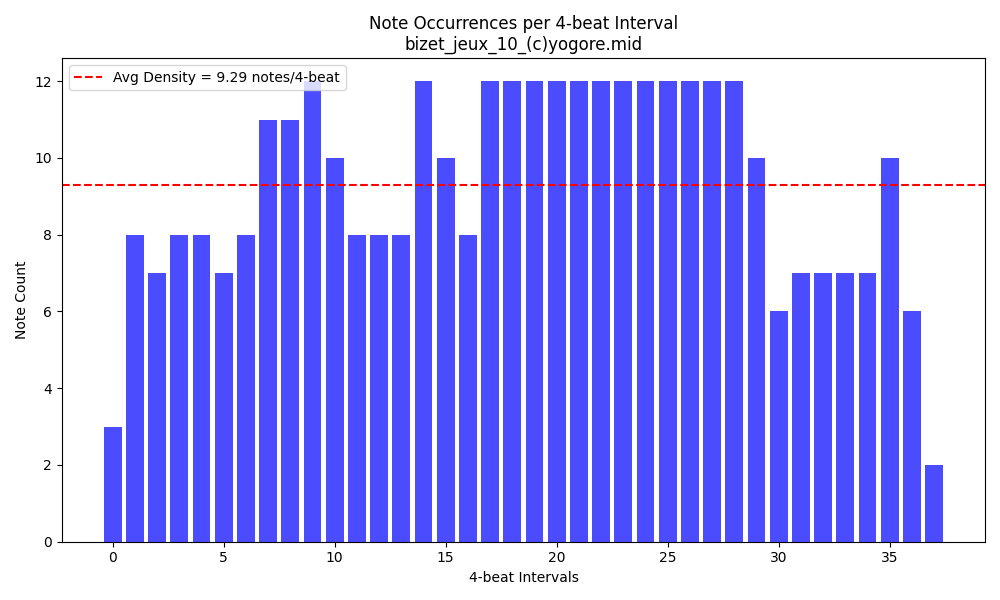 Note Occurrences per 4-beat Interval
bizet_jeux_10_(c)yogore.mid
Avg Density = 9.29 notes/4-beat
Note Count
12
10
8
6
4
2
0
0 5 10 15 20 25 30 35
4-beat Intervals